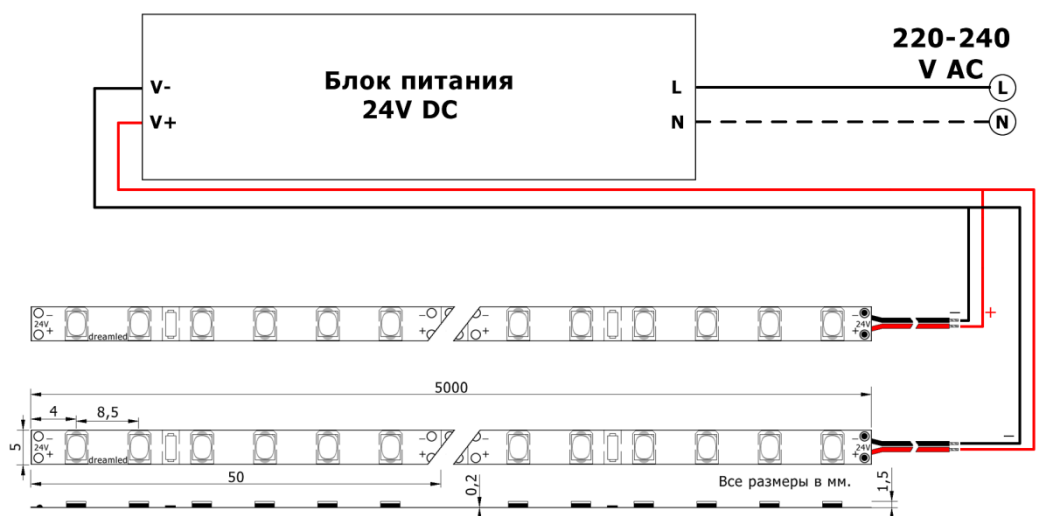 220-240
V AC
Блок питания
24V DC
V-
V+
L
N
L
N
−
24V
+
dreamled
−
+
−
+
−
24V
+
−
+
5000
4
8,5
5
−
24V
+
dreamled
−
+
−
+
−
24V
+
−
50
0,2
Все размеры в мм.
1,5